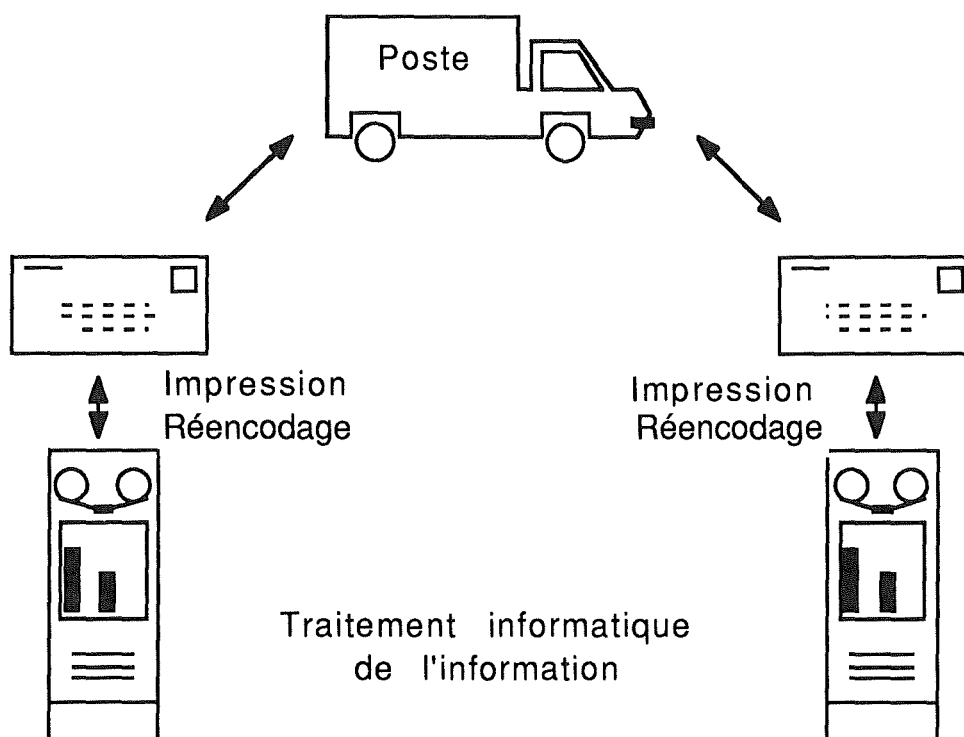 Poste
Impression
Réencodage
Impression
Réencodage
Traitement informatique
de l'information